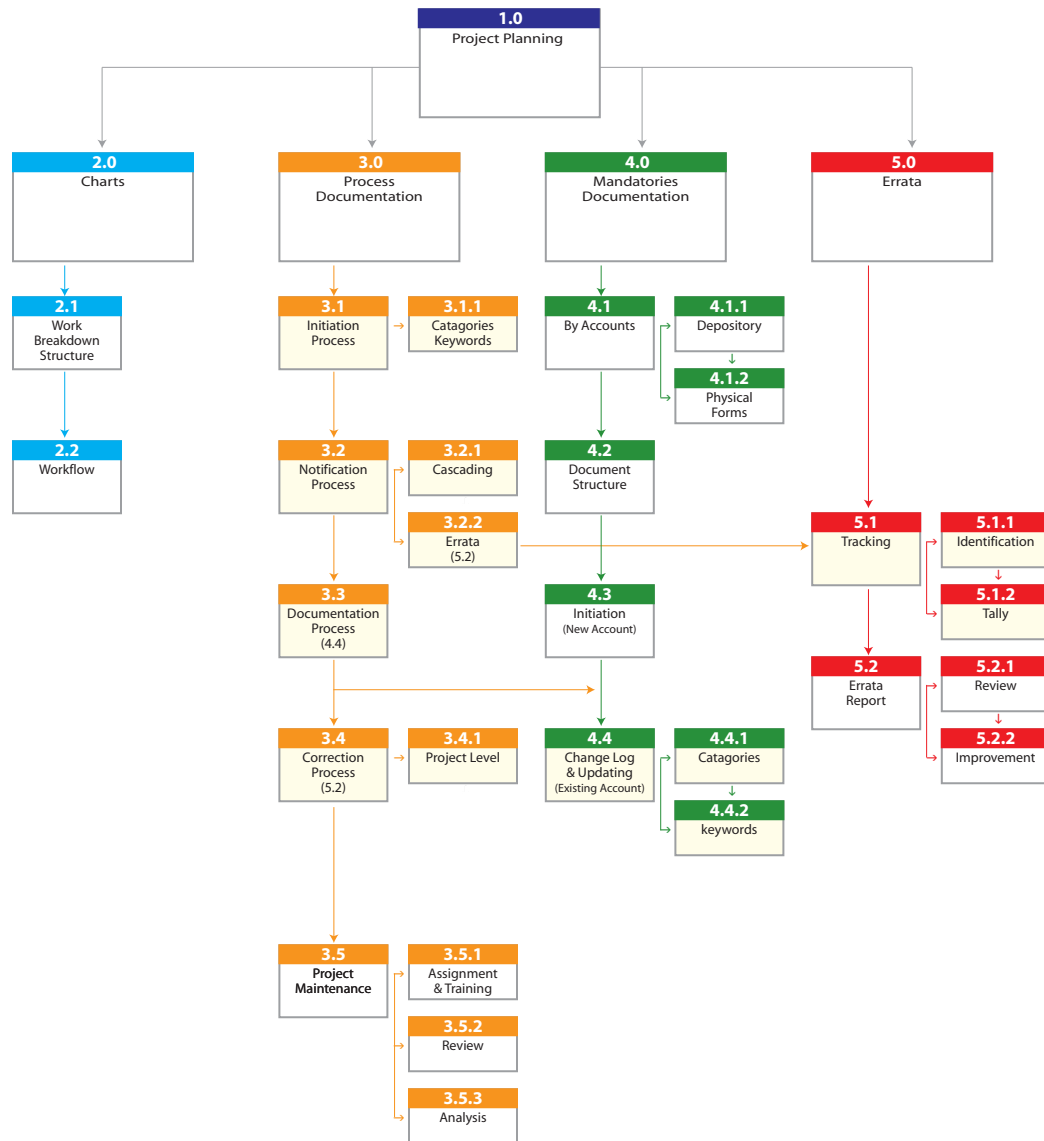 1.0
Project Planning
2.0
Charts
3.0
Process
Documentation
4.0
Mandatories
Documentation
5.0
Errata
2.1
Work
Breakdown
Structure
3.1
Initiation
Process
3.1.1
Catagories
Keywords
4.1
By Accounts
4.1.1
Depository
4.1.2
Physical
Forms
2.2
Workflow
3.2
Notification
Process
3.2.1
Cascading
3.2.2
Errata
(5.2)
4.2
Document
Structure
5.1
Tracking
5.1.1
Identification
5.1.2
Tally
3.3
Documentation
Process
(4.4)
4.3
Initiation
(New Account)
5.2
Errata
Report
5.2.1
Review
5.2.2
Improvement
3.4
Correction
Process
(5.2)
3.4.1
Project Level
4.4
Change Log
& Updating
(Existing Account)
4.4.1
Catagories
4.4.2
keywords
3.5
Project
Maintenance
3.5.1
Assignment
& Training
3.5.2
Review
3.5.3
Analysis